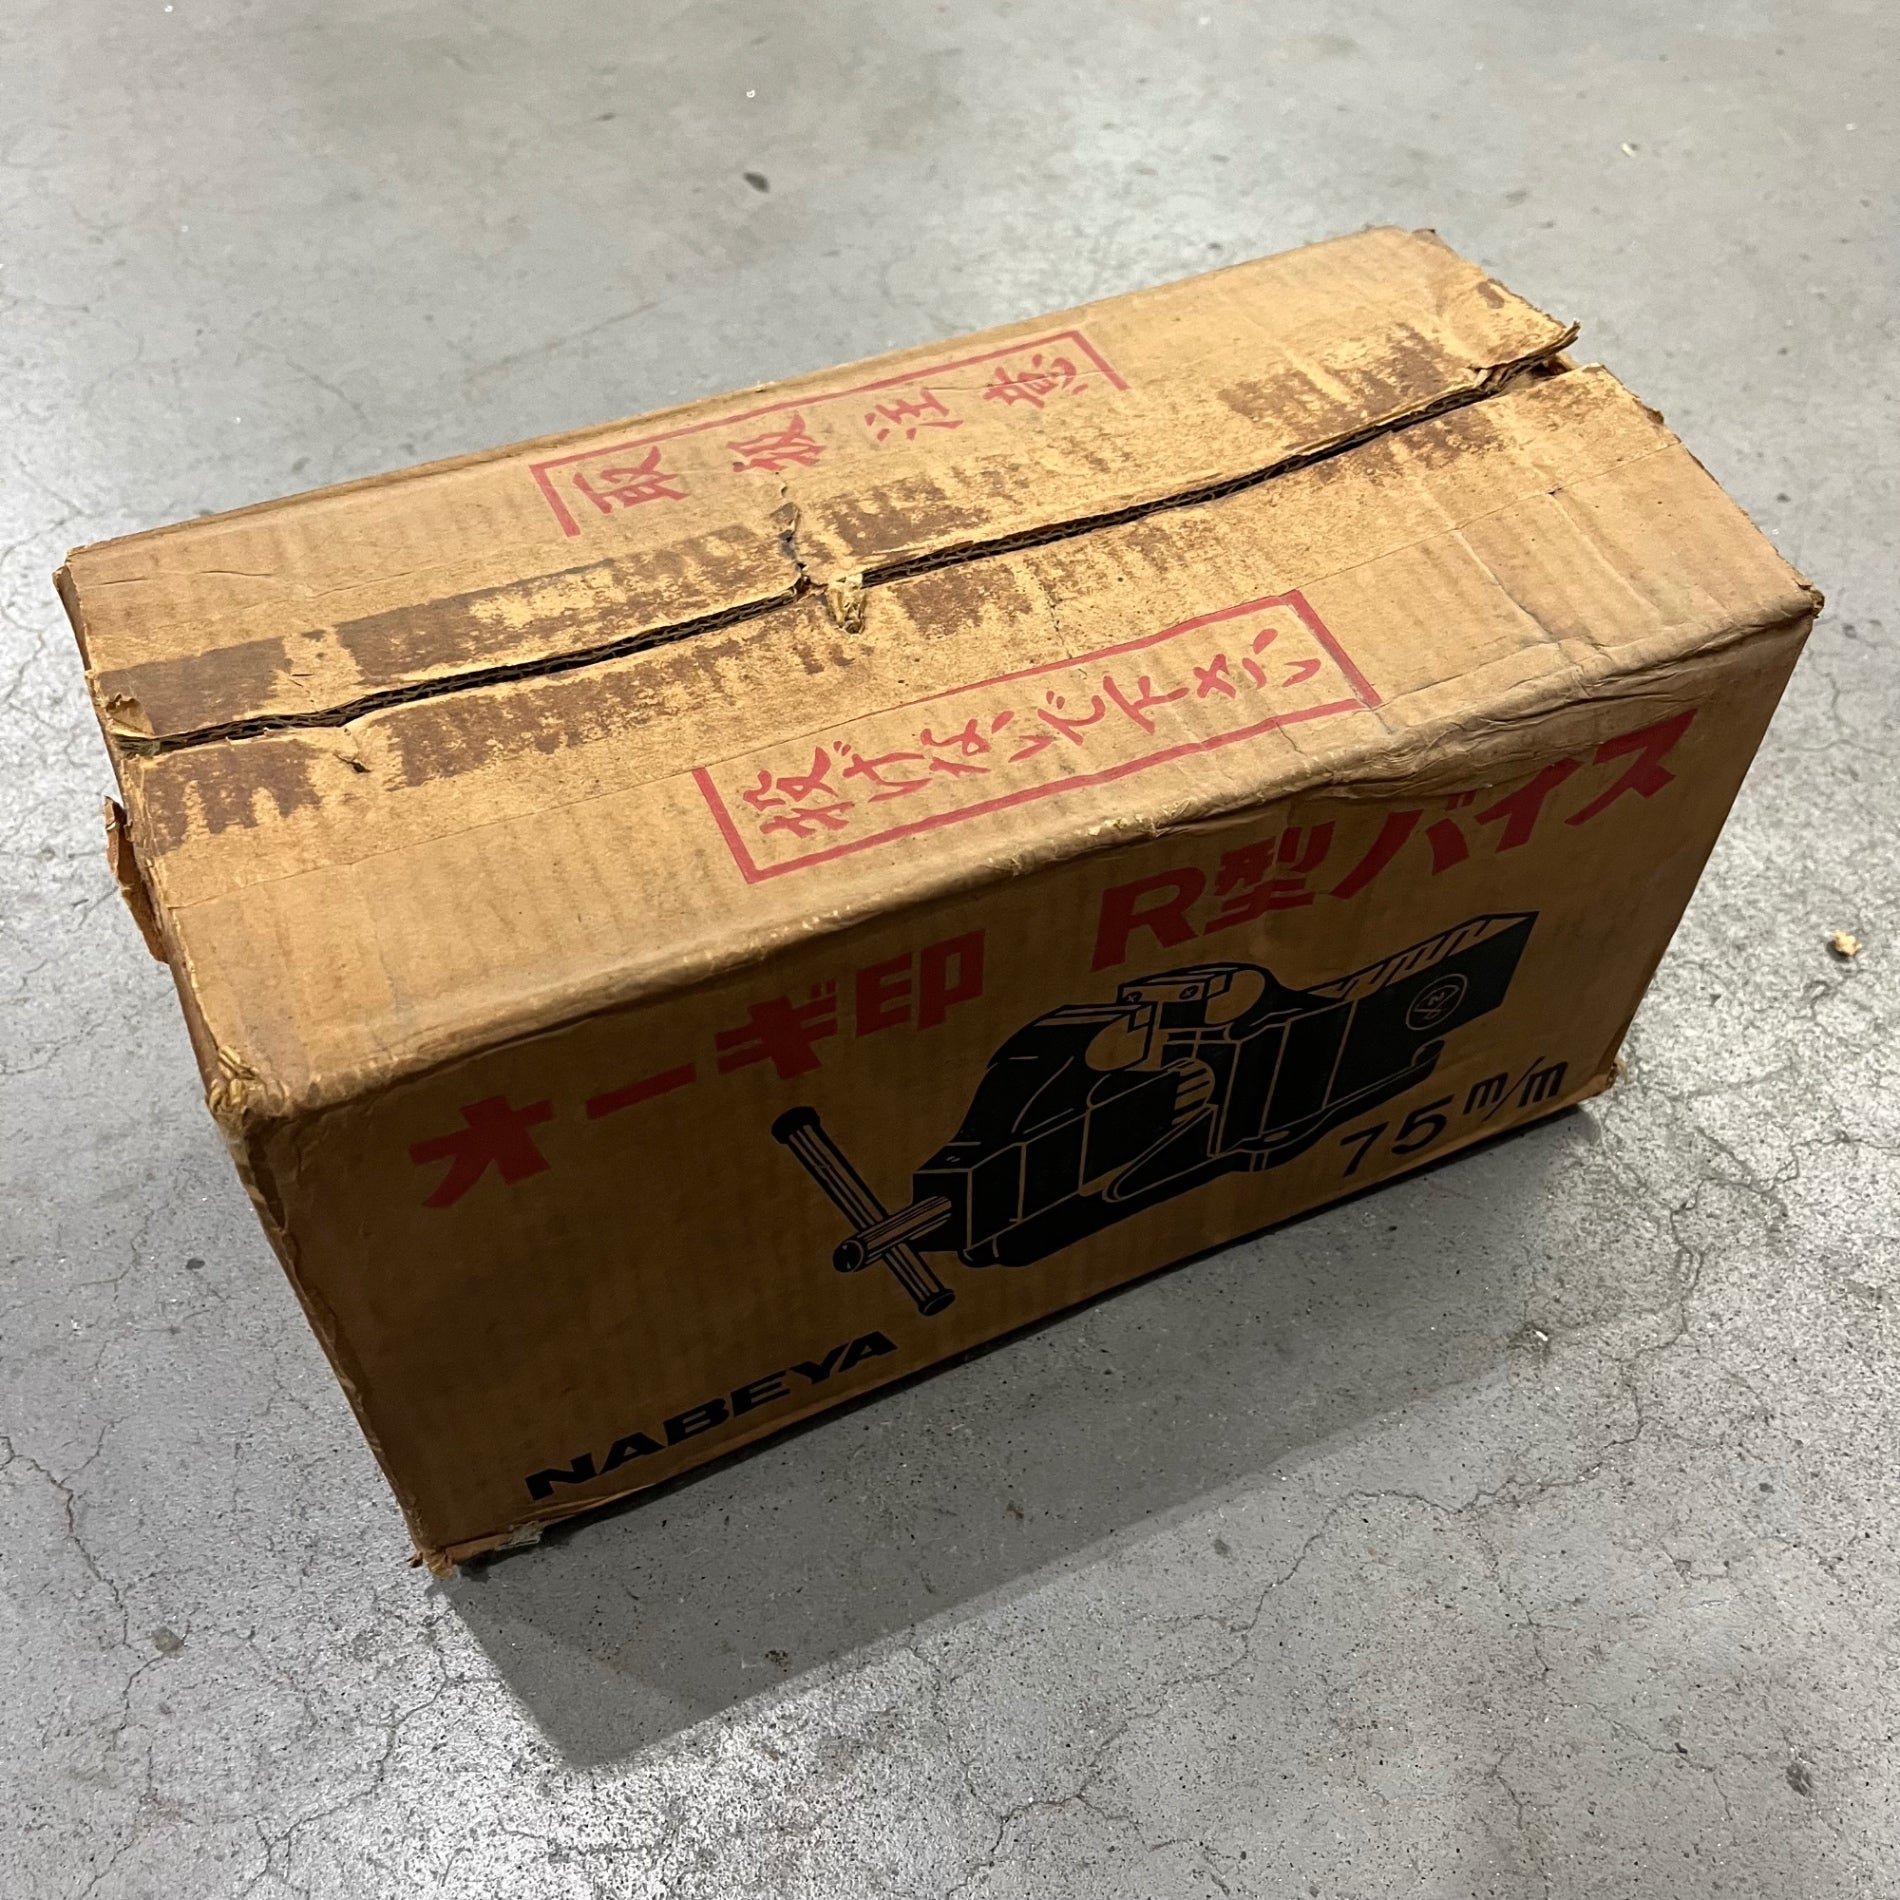 取扱注意
投げないで下さい
オーギ印 R型バイス
75 m/m
NABEYA